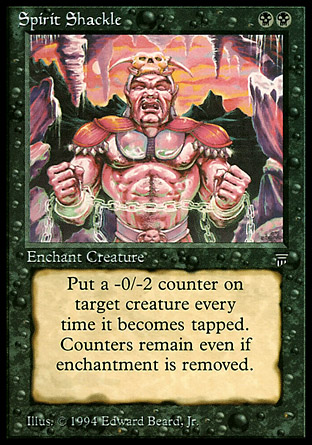 Spirit Shackle
Enchant Creature
Put a -0/-2 counter on
target creature every
time it becomes tapped.
Counters remain even if
enchantment is removed.
Illus: © 1994 Edward Beard, Jr.